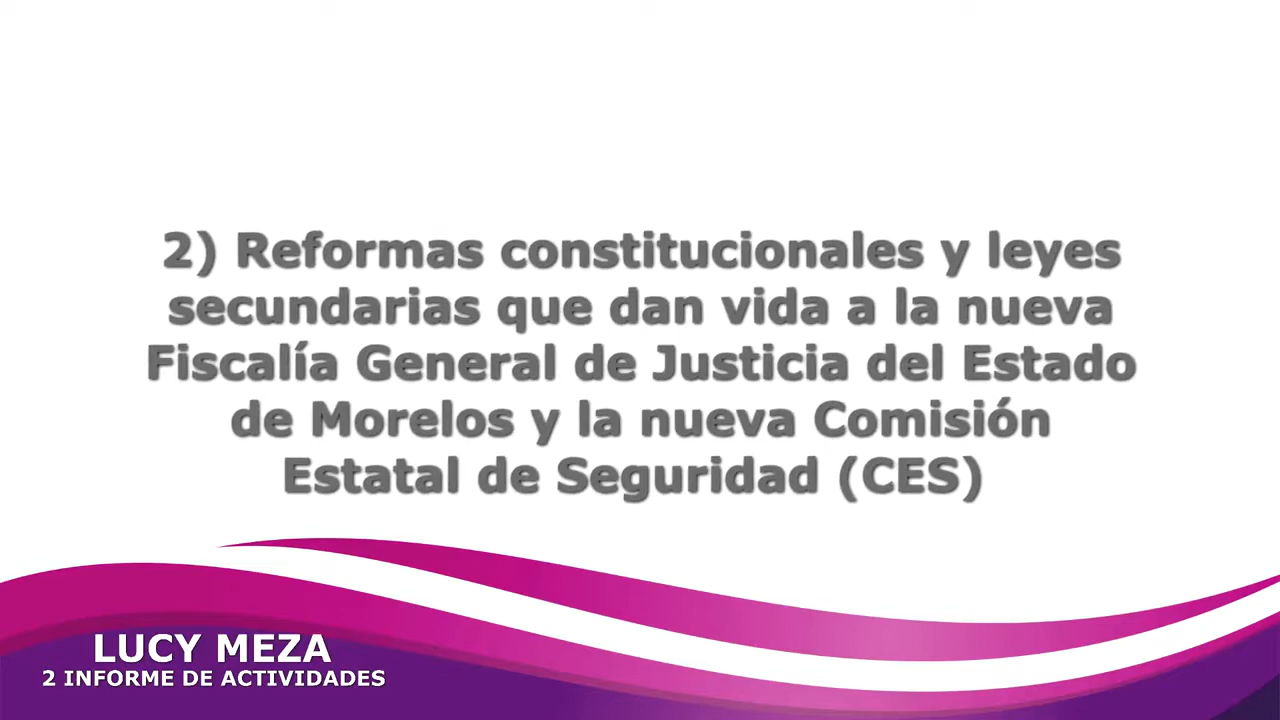 2) Reformas constitucionales y leyes
secundarias que dan vida a la nueva
Fiscalía General de Justicia del Estado
de Morelos y la nueva Comisión
Estatal de Seguridad (CES)
LUCY MEZA
2 INFORME DE ACTIVIDADES